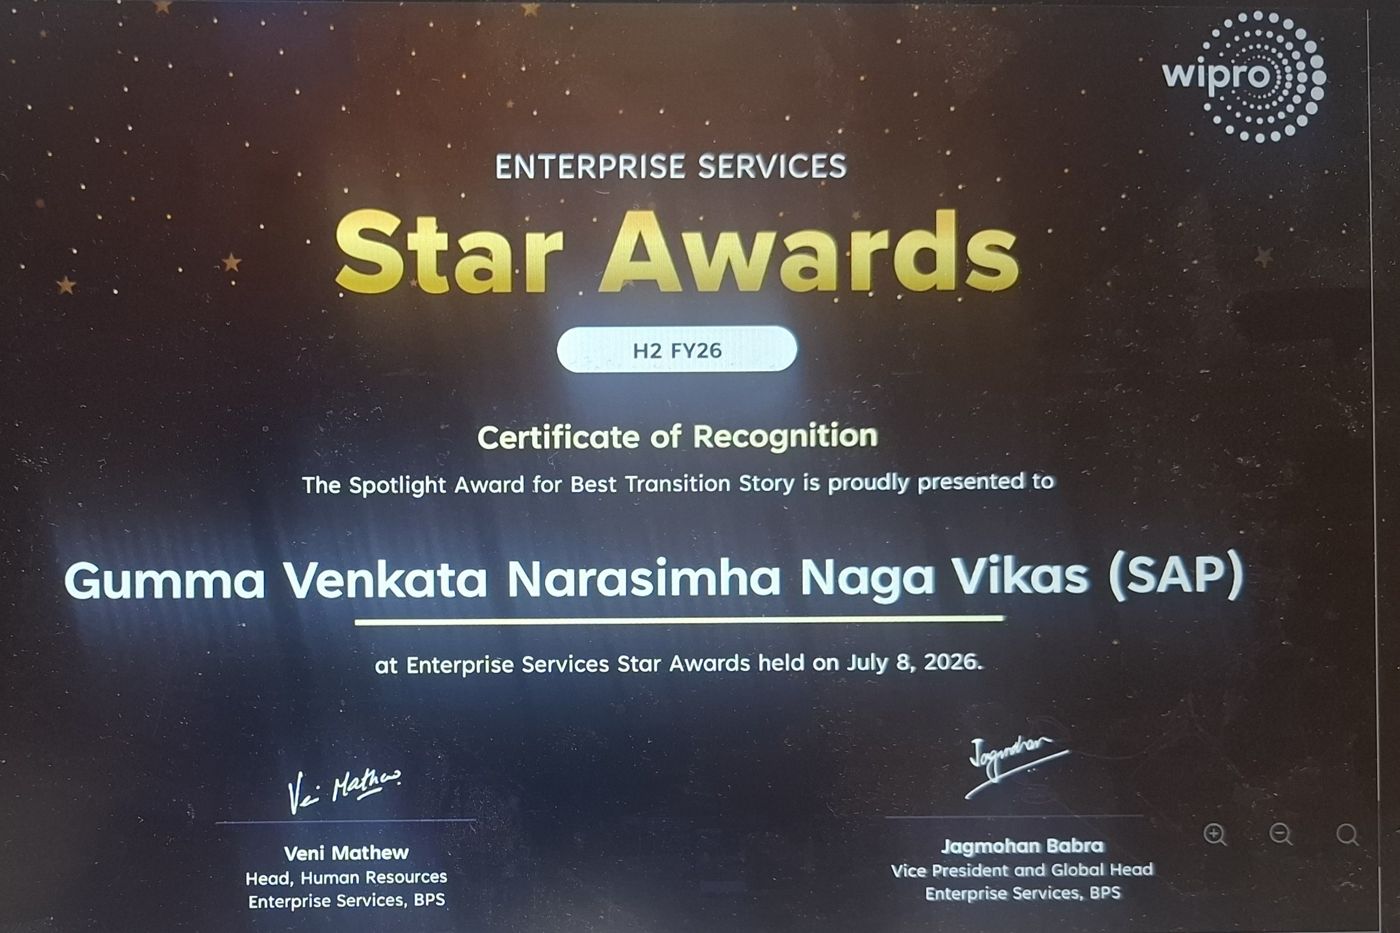 wipro
ENTERPRISE SERVICES
Star Awards
H2 FY26
Certificate of Recognition
The Spotlight Award for Best Transition Story is proudly presented to
Gumma Venkata Narasimha Naga Vikas (SAP)
at Enterprise Services Star Awards held on July 8, 2026.
Veni Mathew
Head, Human Resources
Enterprise Services, BPS
Jagmohan
Jagmohan Babra
Vice President and Global Head
Enterprise Services, BPS